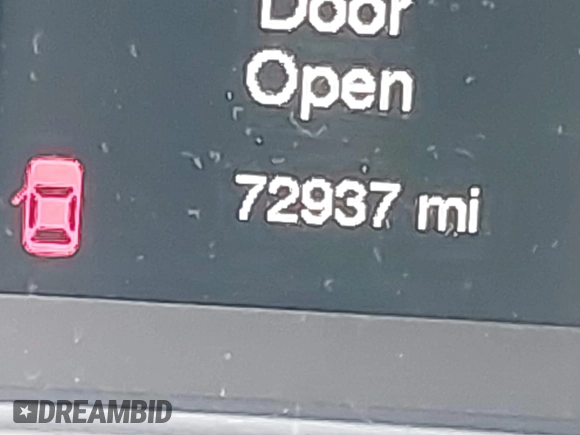 Door
Open
72937 mi
DREAMBID